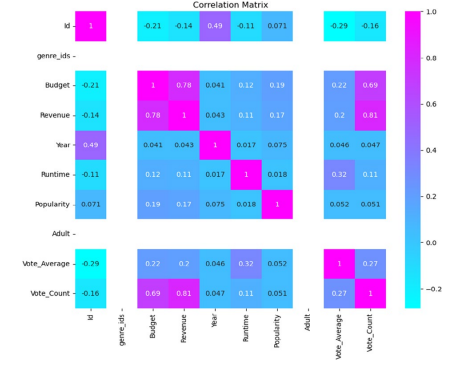 Correlation Matrix
Id 1 -0.21 -0.14 0.49 -0.11 0.071 -0.29 -0.16
genre_ids
Budget -0.21 1 0.78 0.041 0.12 0.19 0.22 0.69
Revenue -0.14 0.78 1 0.043 0.11 0.17 0.2 0.81
Year 0.49 0.041 0.043 1 0.017 0.075 0.046 0.047
Runtime -0.11 0.12 0.11 0.017 1 0.018 0.32 0.11
Popularity 0.071 0.19 0.17 0.075 0.018 1 0.052 0.051
Adult
Vote_Average -0.29 0.22 0.2 0.046 0.32 0.052 1 0.27
Vote_Count -0.16 0.69 0.81 0.047 0.11 0.051 0.27 1
Id genre_ids Budget Revenue Year Runtime Popularity Adult Vote_Average Vote_Count
1.0
0.8
0.6
0.4
0.2
0.0
−0.2